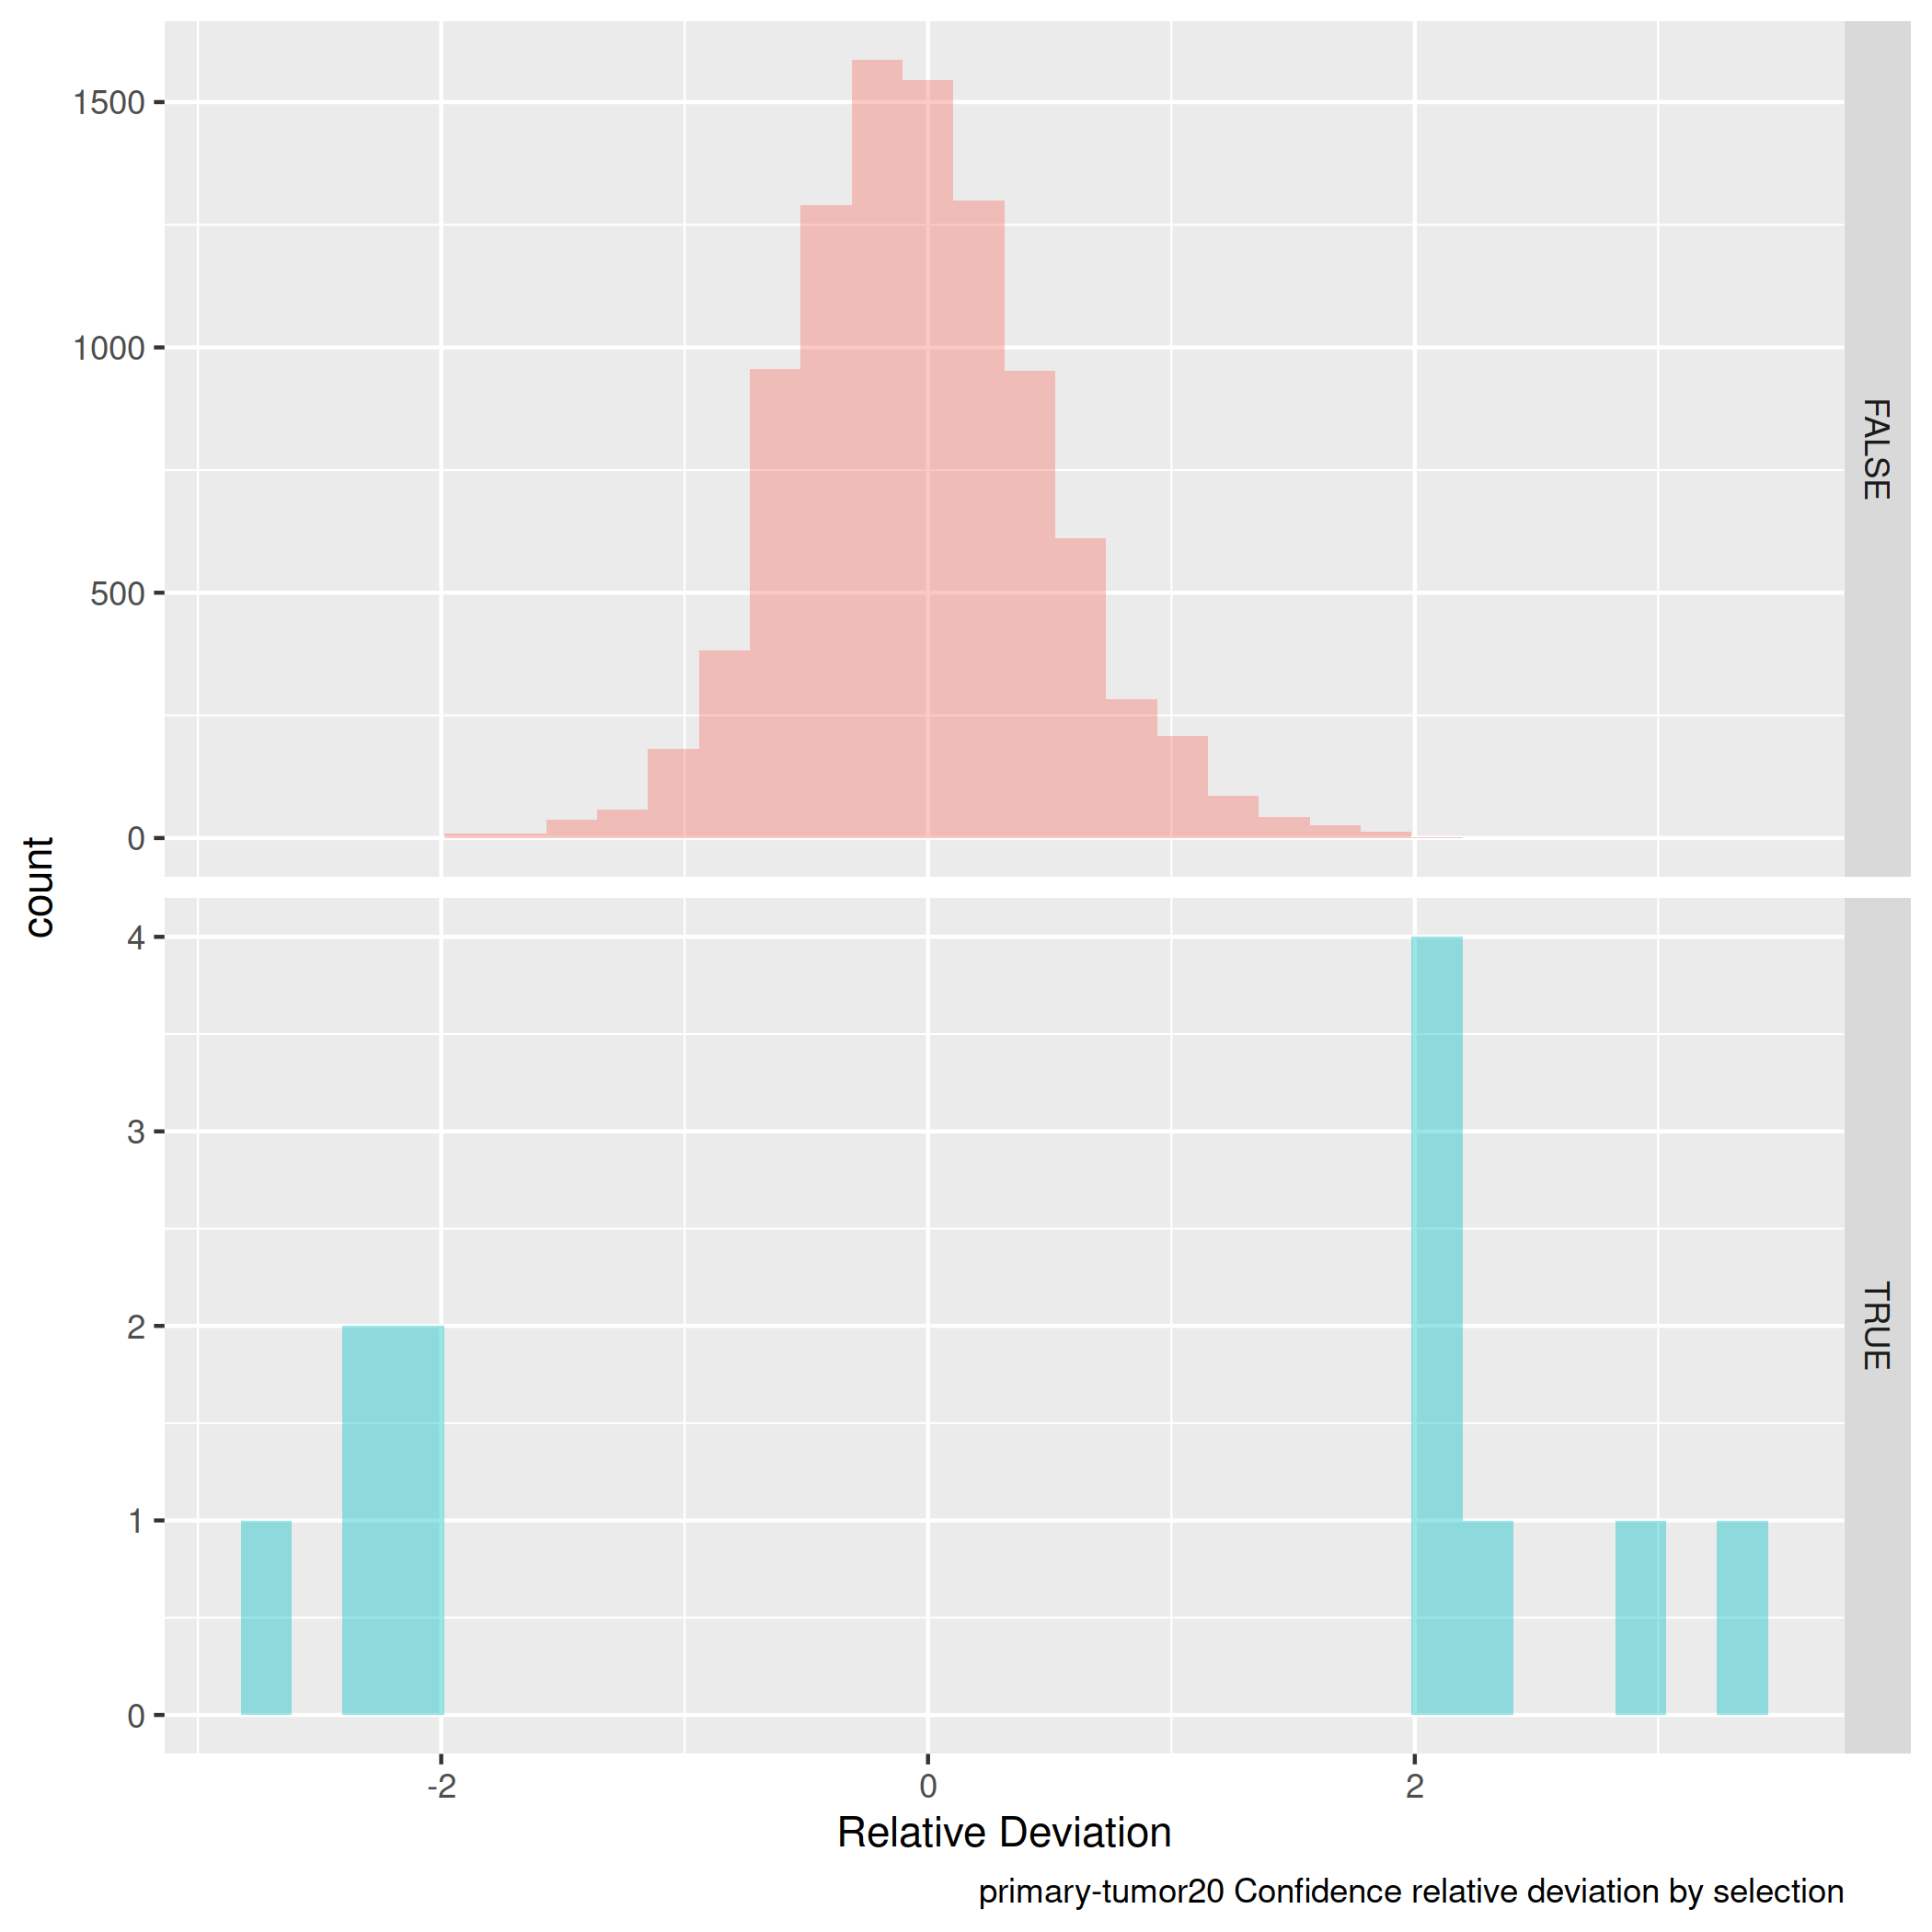 1500
1000
500
0
FALSE
count
4
3
2
1
0
TRUE
-2 0 2
Relative Deviation
primary-tumor20 Confidence relative deviation by selection